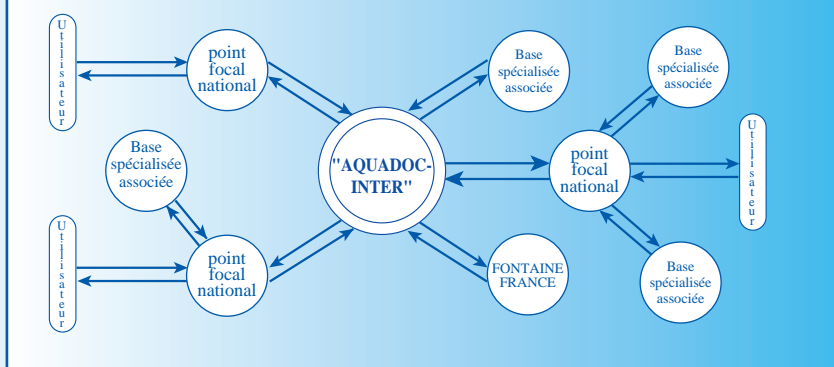 Utilisateur
point
focal
national
Base
spécialisée
associée
Base
spécialisée
associée
Base
spécialisée
associée
"AQUADOC-
INTER"
point
focal
national
Utilisateur
Utilisateur
point
focal
national
FONTAINE
FRANCE
Base
spécialisée
associée